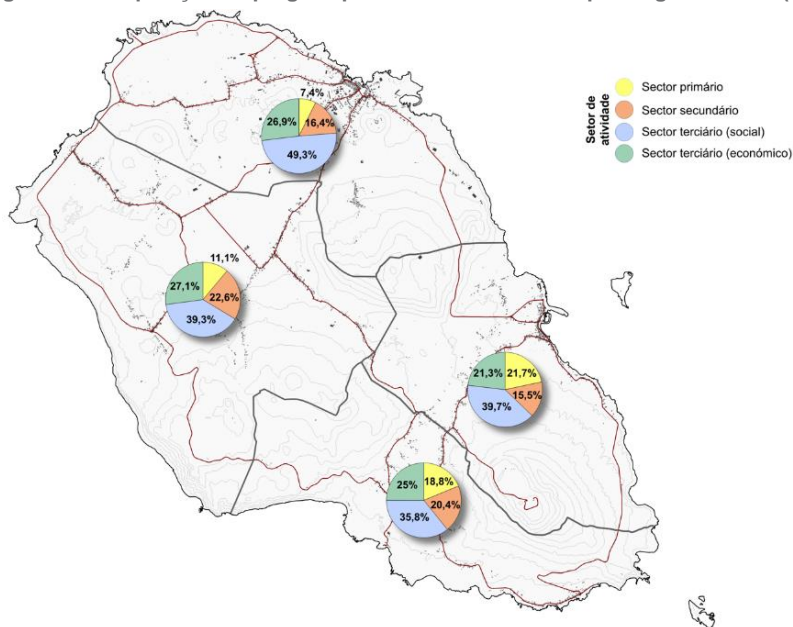 7,4%
26,9%
16,4%
49,3%
11,1%
27,1%
22,6%
39,3%
21,3%
21,7%
15,5%
39,7%
25%
18,8%
20,4%
35,8%
Setor de
atividade
Sector primário
Sector secundário
Sector terciário (social)
Sector terciário (económico)